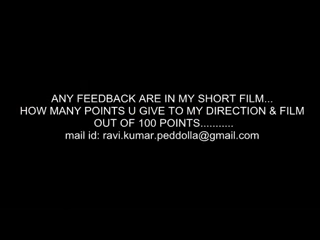 ANY FEEDBACK ARE IN MY SHORT FILM...
HOW MANY POINTS U GIVE TO MY DIRECTION & FILM
OUT OF 100 POINTS...........
mail id: ravi.kumar.peddolla@gmail.com